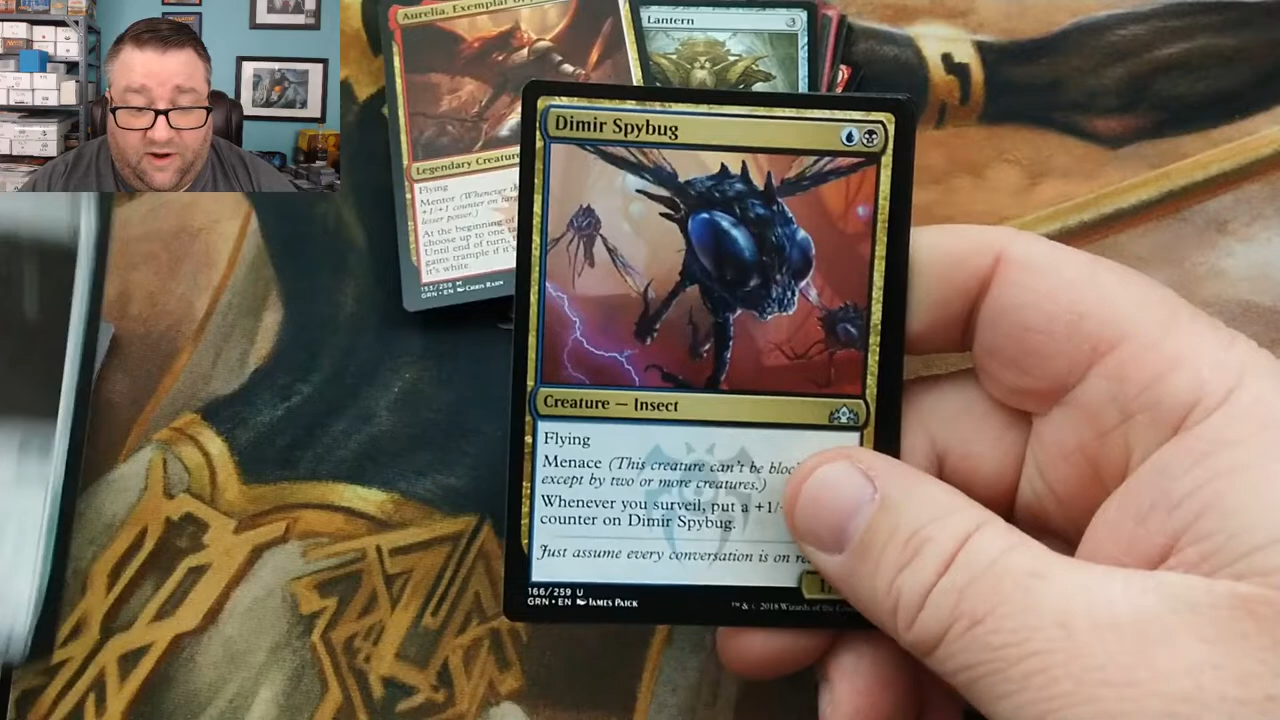 Aurelia, Exemplar of
Legendary Creature
Flying
Mentor (Whenever th
+1/+1 counter on targ
lesser power.)
At the beginning of
choose up to one ta
Until end of turn,
gains trample if it's
it's white.
153/259 M
GRN • EN Chris Rahn
Lantern 3
Dimir Spybug
Creature — Insect
Flying
Menace (This creature can't be bloc
except by two or more creatures.)
Whenever you surveil, put a +1/
counter on Dimir Spybug.
Just assume every conversation is on re
166/259 U
GRN • EN James Paick
™ & © 2018 Wizards of the Co